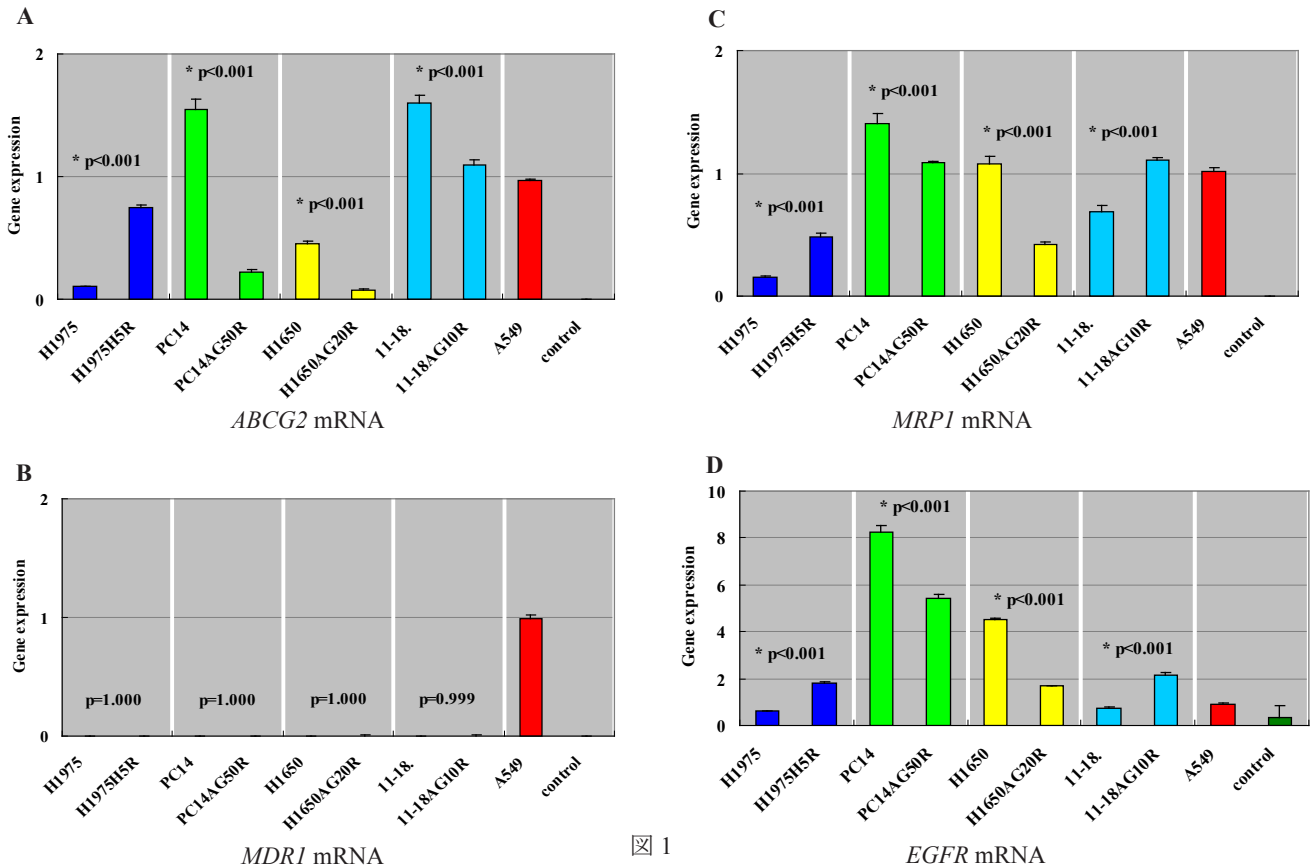 A
2
1
0
Gene expression
* p<0.001
* p<0.001
* p<0.001
* p<0.001
H1975
H1975H5R
PC14
PC14AG50R
H1650
H1650AG20R
11-18.
11-18AG10R
A549
control
ABCG2 mRNA
B
2
1
0
Gene expression
p=1.000
p=1.000
p=1.000
p=0.999
H1975
H1975H5R
PC14
PC14AG50R
H1650
H1650AG20R
11-18.
11-18AG10R
A549
control
MDR1 mRNA
C
2
1
0
Gene expression
* p<0.001
* p<0.001
* p<0.001
* p<0.001
H1975
H1975H5R
PC14
PC14AG50R
H1650
H1650AG20R
11-18.
11-18AG10R
A549
control
MRP1 mRNA
D
10
8
6
4
2
0
Gene expression
* p<0.001
* p<0.001
* p<0.001
* p<0.001
H1975
H1975H5R
PC14
PC14AG50R
H1650
H1650AG20R
11-18.
11-18AG10R
A549
control
EGFR mRNA
図 1